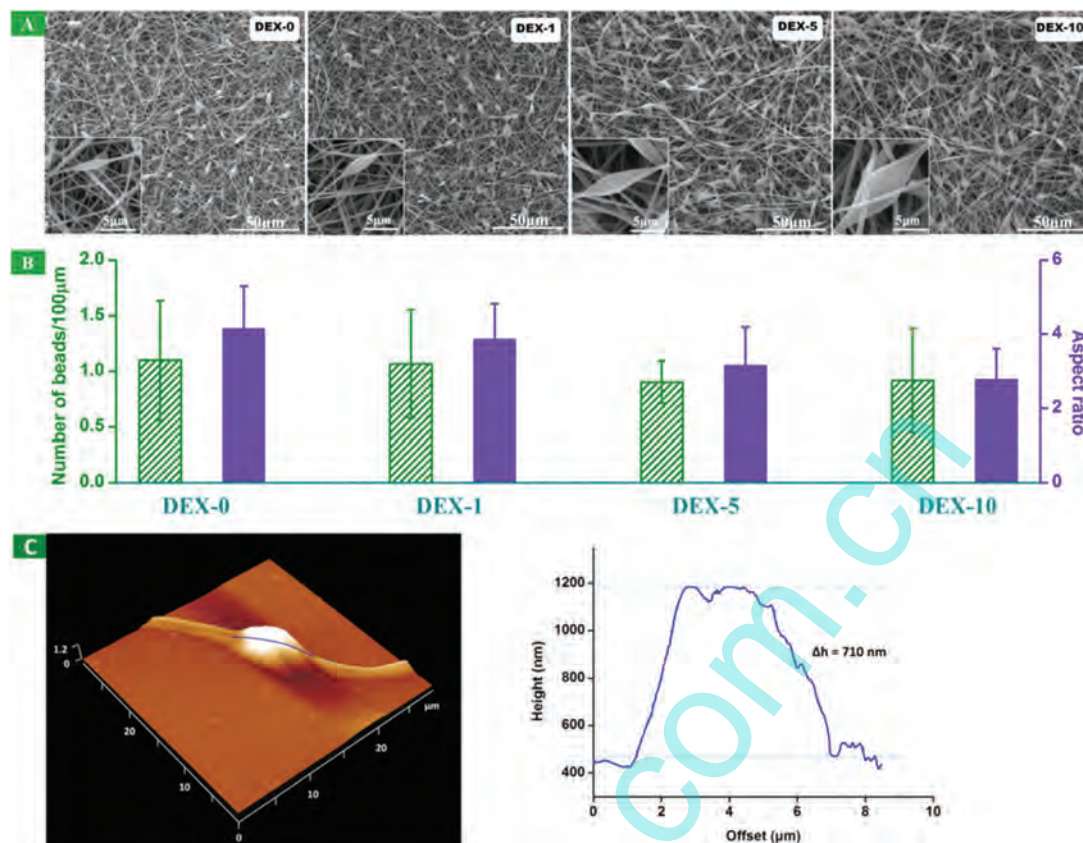 A
DEX-0
DEX-1
DEX-5
DEX-10
5μm
50μm
5μm
50μm
5μm
50μm
5μm
50μm
B
2.0
1.5
1.0
0.5
0.0
Number of beads/100μm
6
4
2
0
Aspect ratio
DEX-0
DEX-1
DEX-5
DEX-10
C
1.2
0
20
10
0
10
20
μm
1200
1000
800
600
400
Height (nm)
Δh = 710 nm
0
2
4
6
8
10
Offset (μm)
com.cn